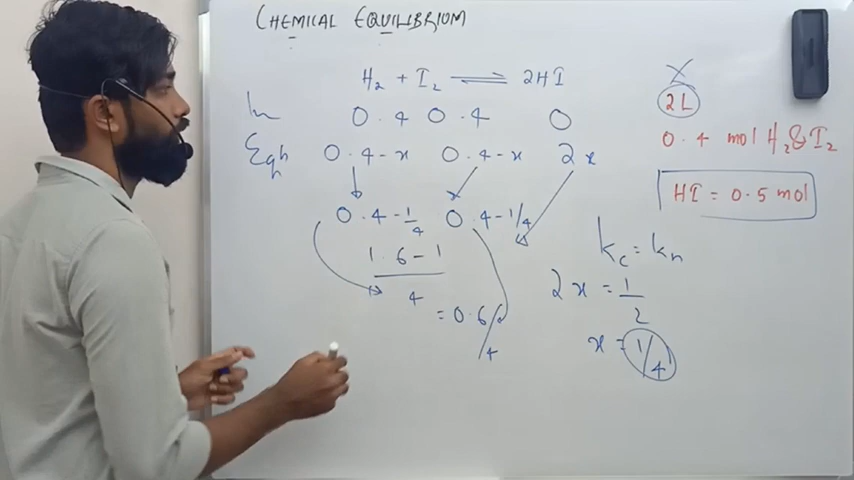 CHEMICAL EQUILIBRIUM
H₂ + I₂ ⇌ 2HI
In 0.4 0.4 0
Eqb 0.4-x 0.4-x 2x
0.4-1/4 0.4-1/4
1.6-1
4
= 0.6/4
X
2L
0.4 mol H₂ & I₂
HI = 0.5 mol
kc = kn
2x = 1/2
x = 1/4